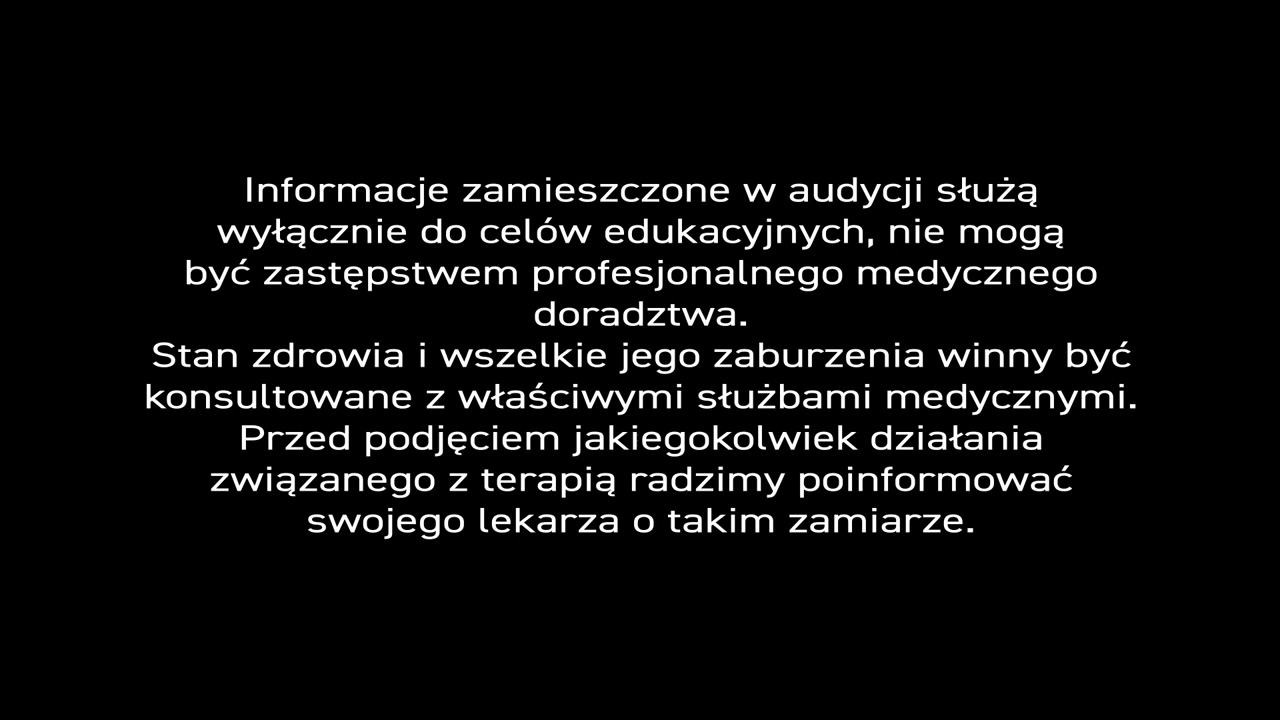 Informacje zamieszczone w audycji służą
wyłącznie do celów edukacyjnych, nie mogą
być zastępstwem profesjonalnego medycznego
doradztwa.
Stan zdrowia i wszelkie jego zaburzenia winny być
konsultowane z właściwymi służbami medycznymi.
Przed podjęciem jakiegokolwiek działania
związanego z terapią radzimy poinformować
swojego lekarza o takim zamiarze.